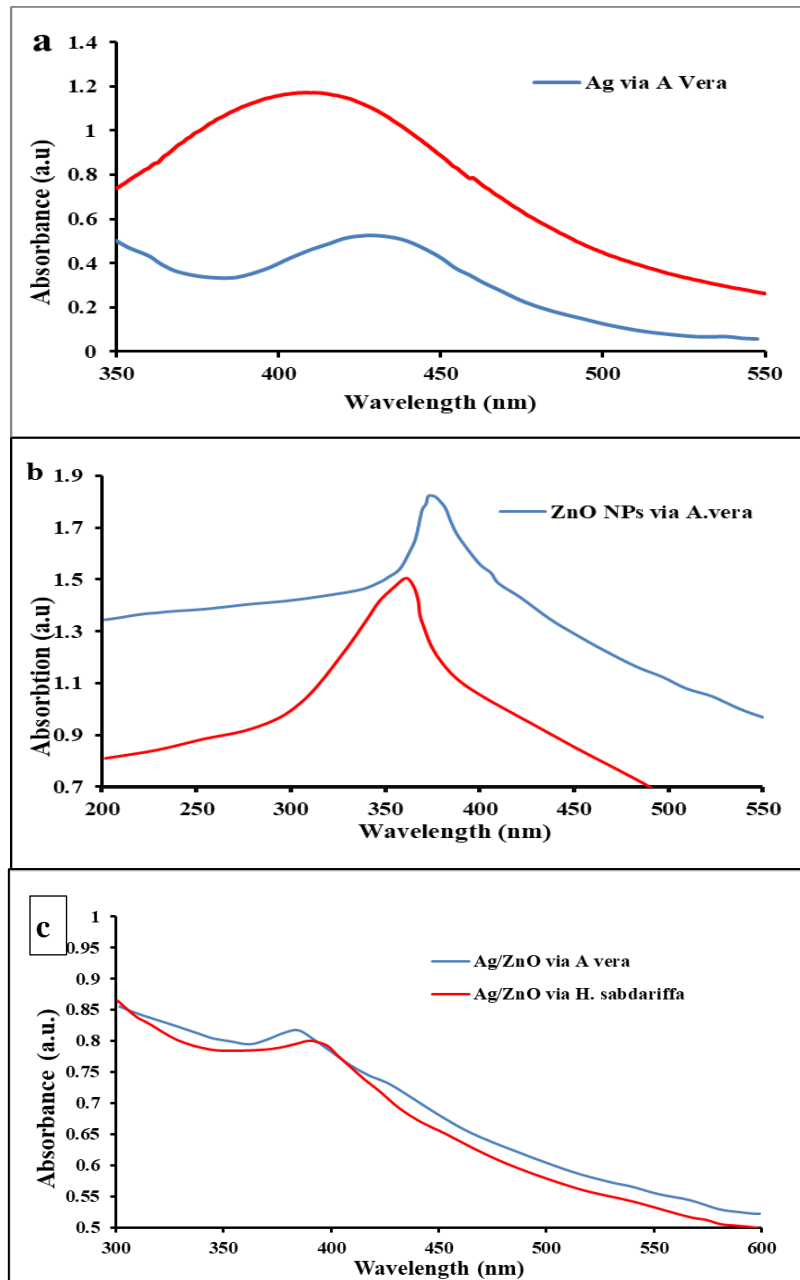 a
Ag via A Vera
Absorbance (a.u)
1.4
1.2
1
0.8
0.6
0.4
0.2
0
350 400 450 500 550
Wavelength (nm)
b
ZnO NPs via A.vera
Absorbtion (a.u)
1.9
1.7
1.5
1.3
1.1
0.9
0.7
200 250 300 350 400 450 500 550
Wavelength (nm)
c
Ag/ZnO via A vera
Ag/ZnO via H. sabdariffa
Absorbance (a.u.)
1
0.95
0.9
0.85
0.8
0.75
0.7
0.65
0.6
0.55
0.5
300 350 400 450 500 550 600
Wavelength (nm)